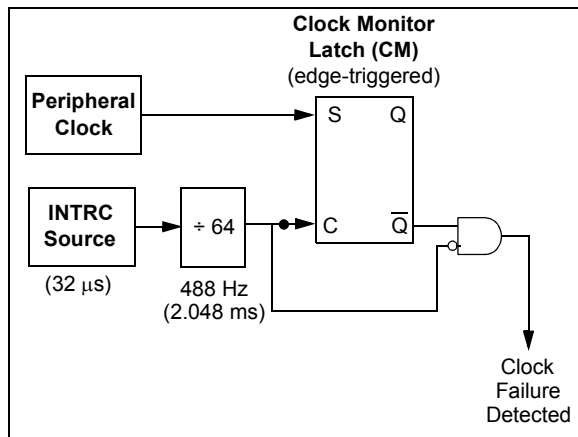 Clock Monitor
Latch (CM)
(edge-triggered)
Peripheral
Clock
S
Q
INTRC
Source
÷ 64
C
Q̅
(32 μs)
488 Hz
(2.048 ms)
Clock
Failure
Detected